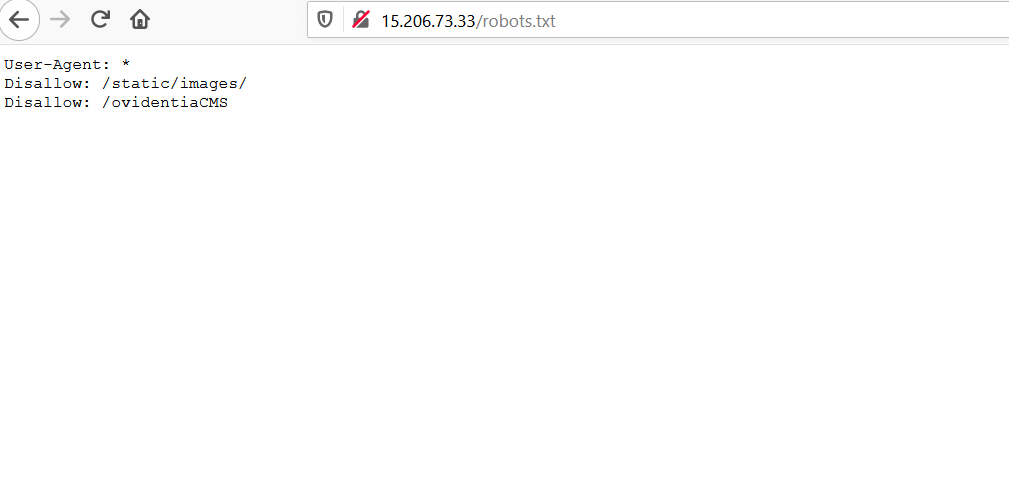 15.206.73.33/robots.txt
User-Agent: *
Disallow: /static/images/
Disallow: /ovidentiaCMS